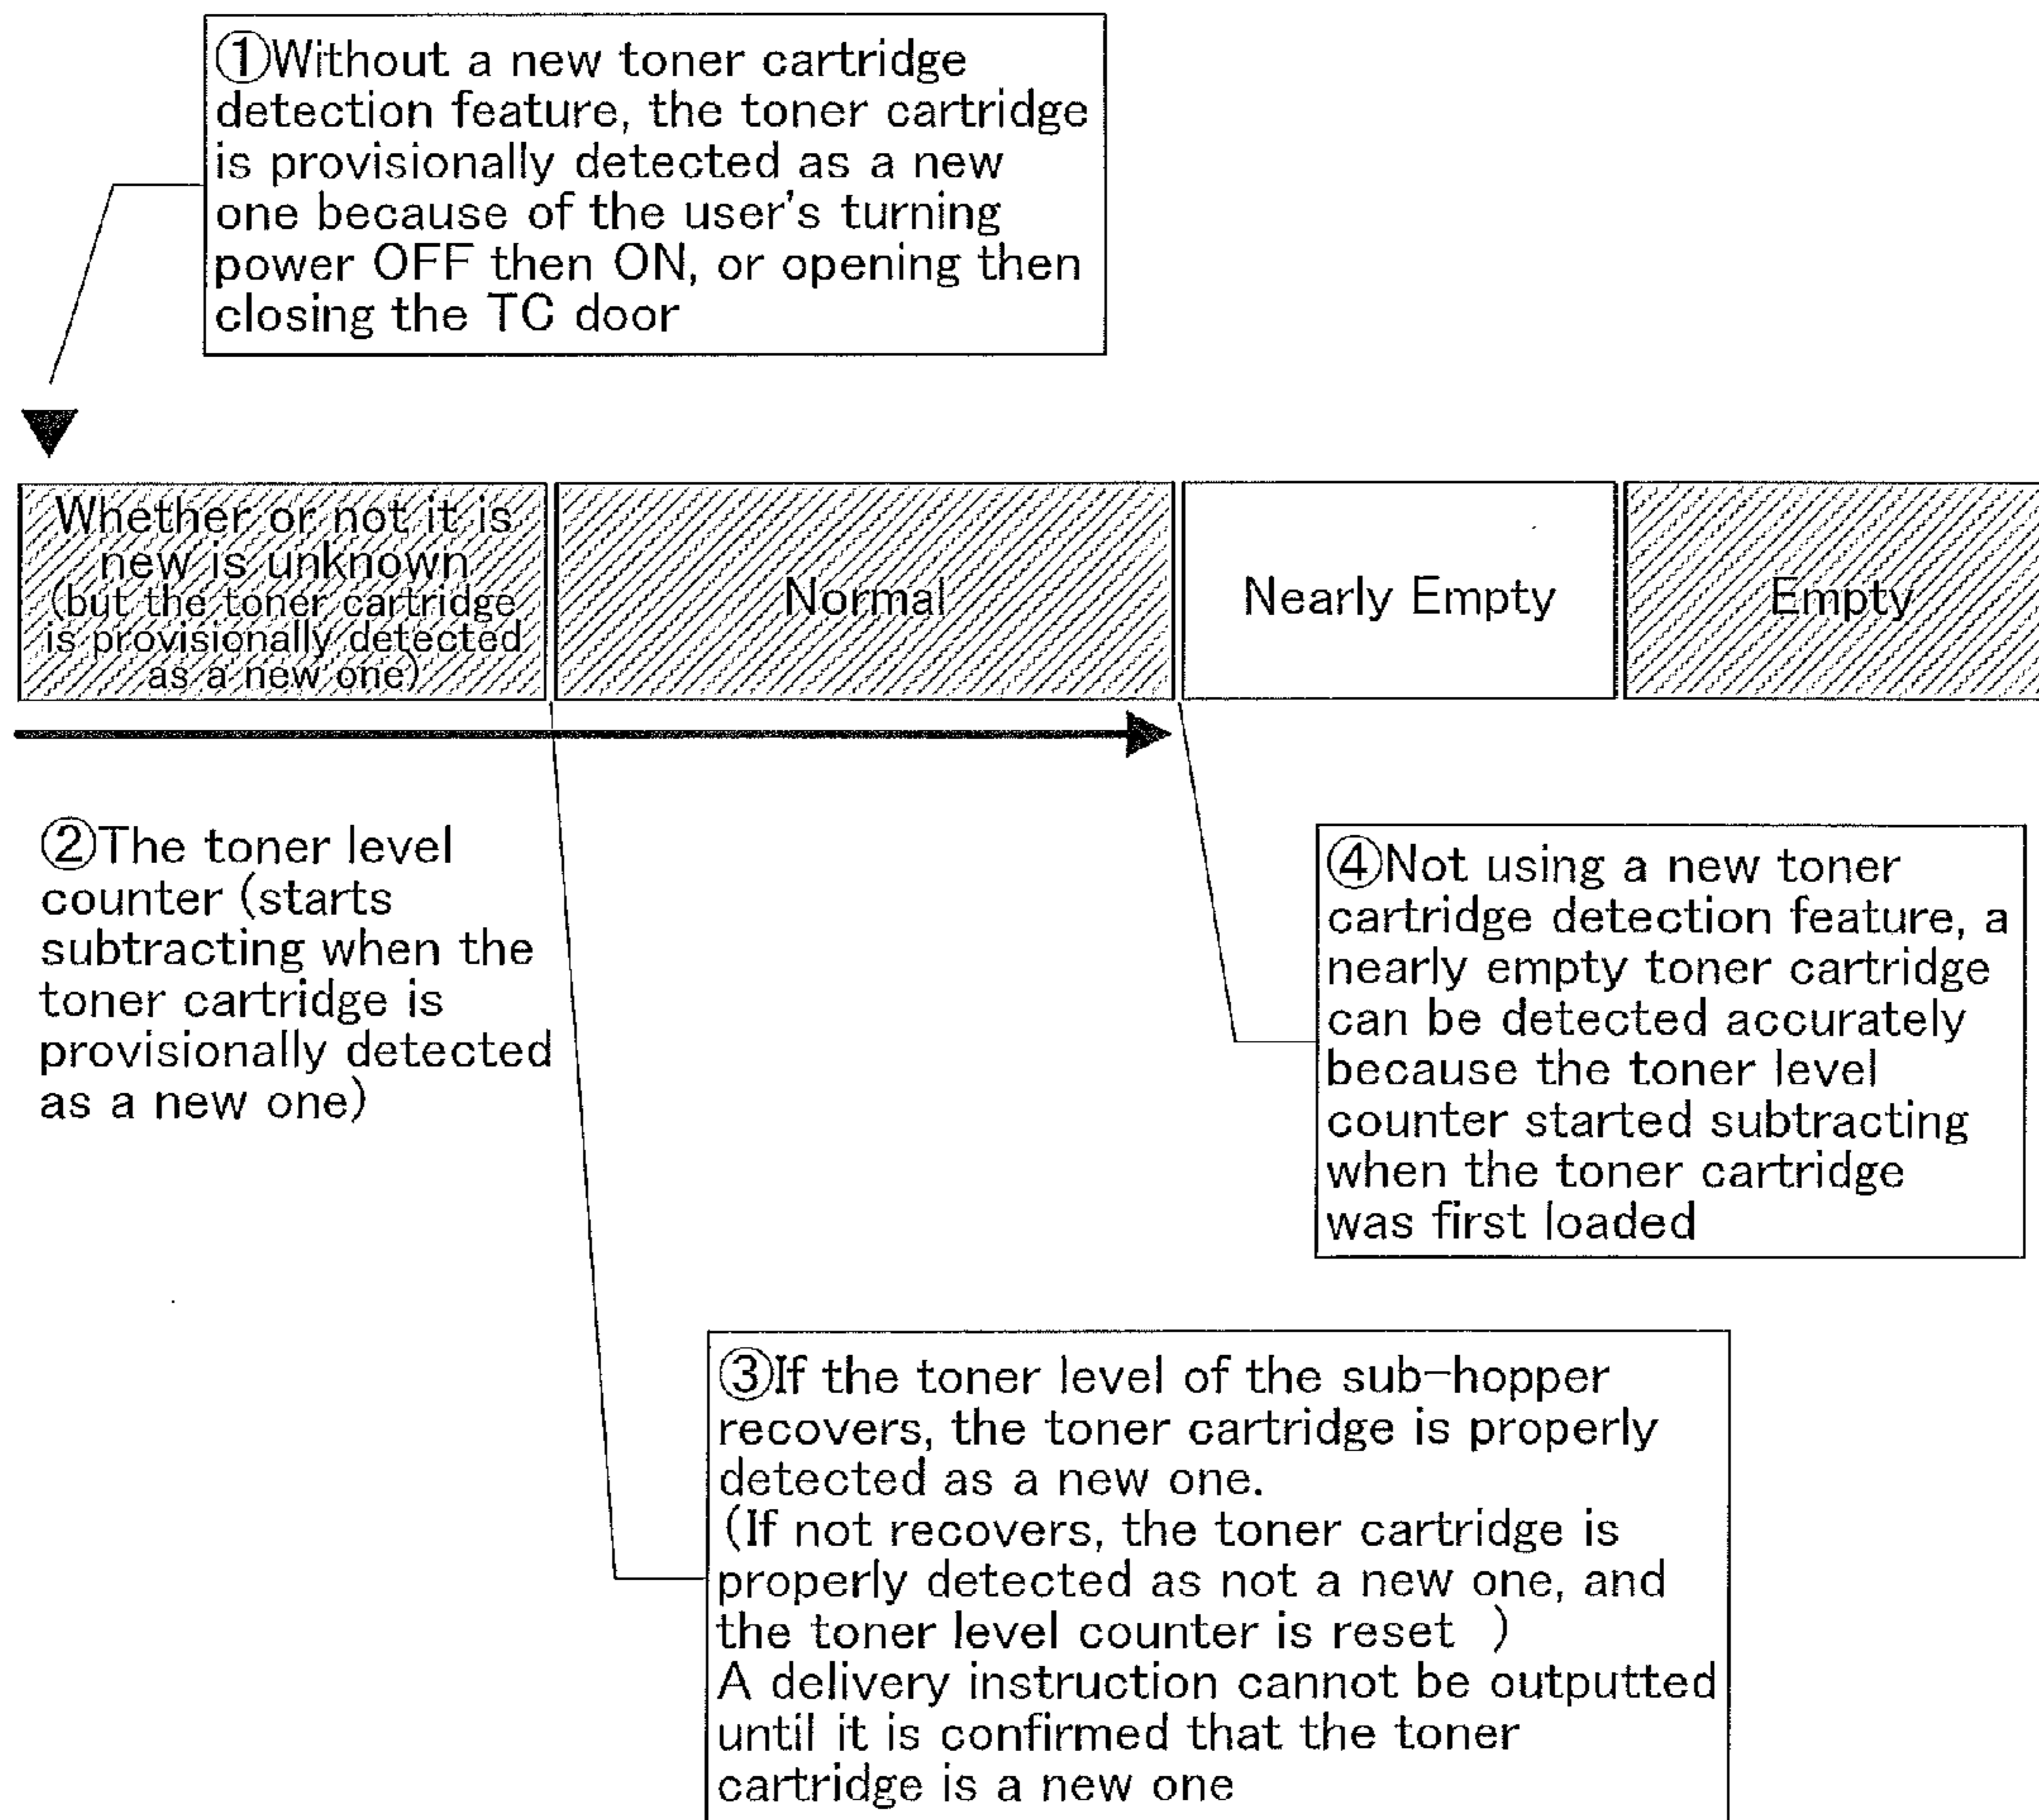 ①Without a new toner cartridge
detection feature, the toner cartridge
is provisionally detected as a new
one because of the user's turning
power OFF then ON, or opening then
closing the TC door
Whether or not it is
new is unknown
(but the toner cartridge
is provisionally detected
as a new one)
Normal
Nearly Empty
Empty
②The toner level
counter (starts
subtracting when the
toner cartridge is
provisionally detected
as a new one)
④Not using a new toner
cartridge detection feature, a
nearly empty toner cartridge
can be detected accurately
because the toner level
counter started subtracting
when the toner cartridge
was first loaded
③If the toner level of the sub-hopper
recovers, the toner cartridge is properly
detected as a new one.
(If not recovers, the toner cartridge is
properly detected as not a new one, and
the toner level counter is reset )
A delivery instruction cannot be outputted
until it is confirmed that the toner
cartridge is a new one